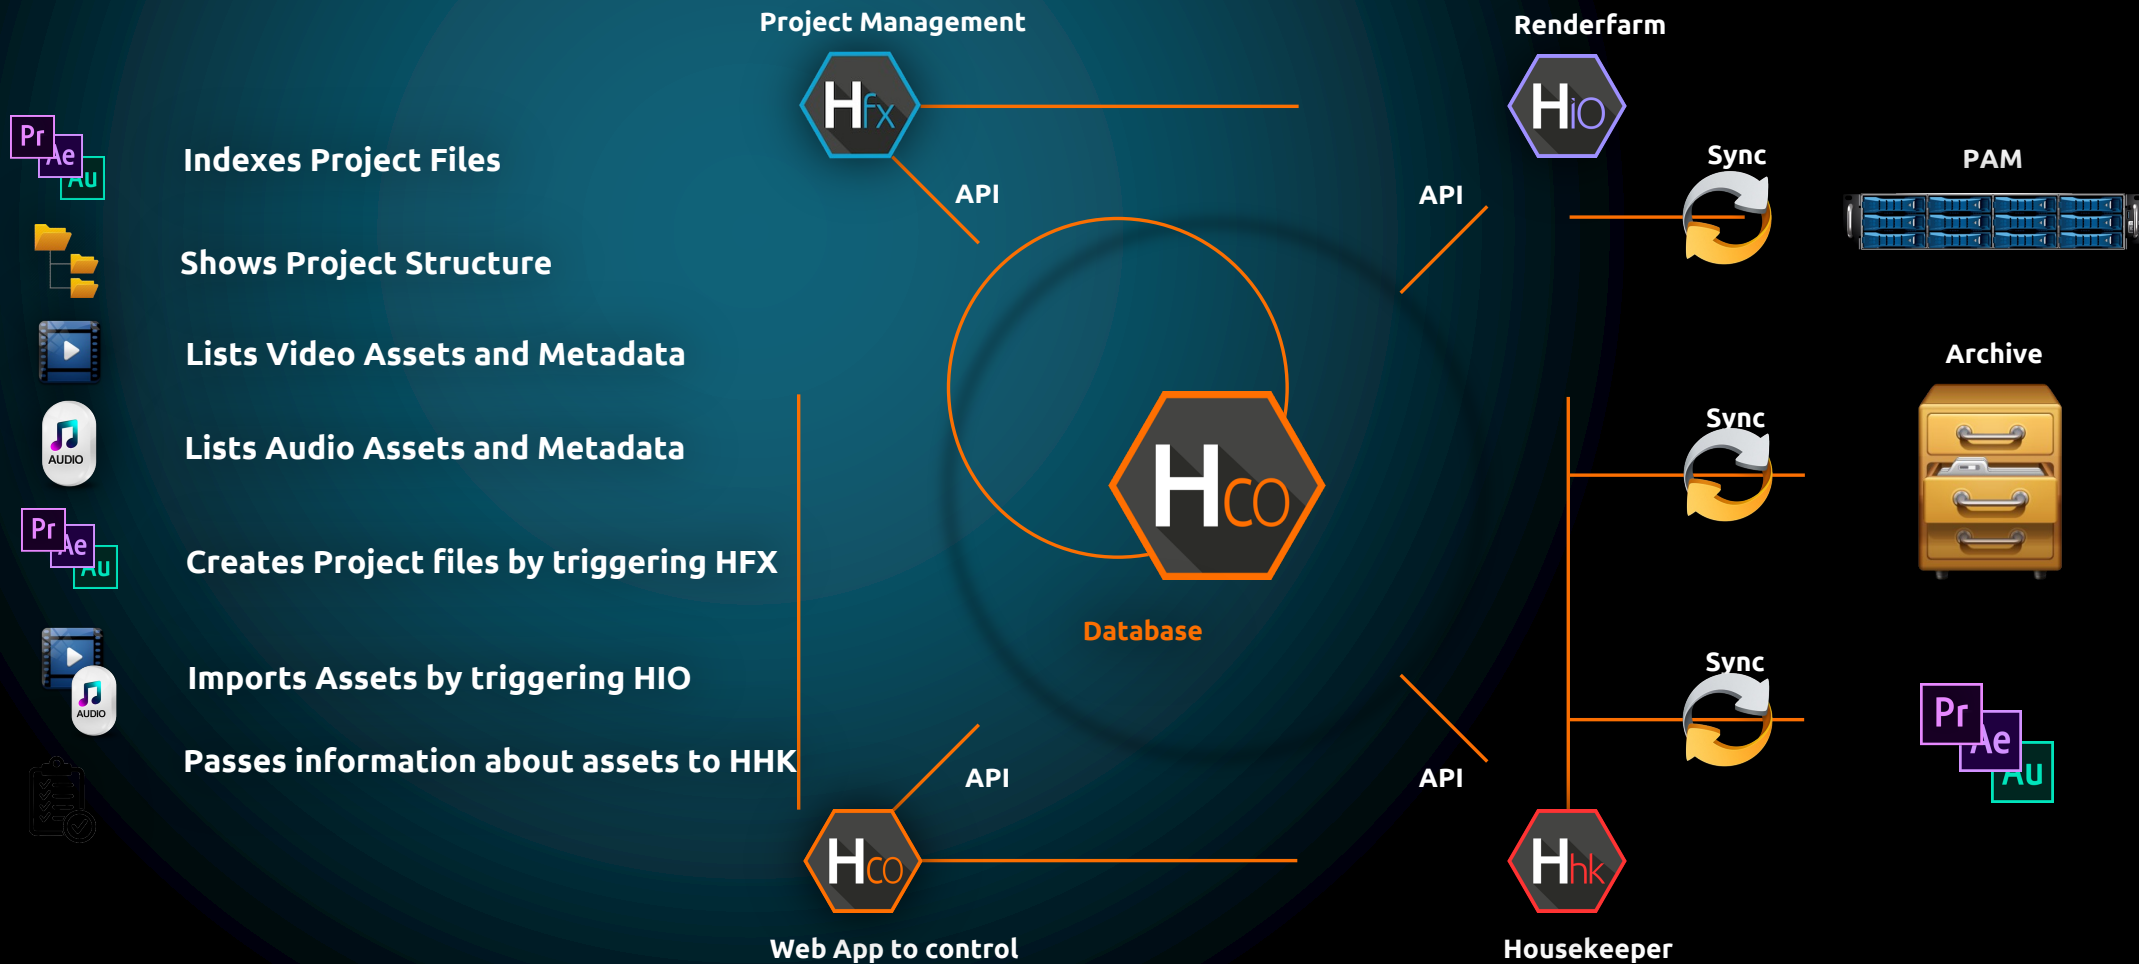 Project Management
Renderfarm
Hfx
HiO
Pr
Ae
Au
Indexes Project Files
API
API
Sync
PAM
Shows Project Structure
Lists Video Assets and Metadata
Archive
AUDIO
Lists Audio Assets and Metadata
Sync
Hco
Pr
Ae
Au
Creates Project files by triggering HFX
Database
AUDIO
Imports Assets by triggering HIO
Sync
Pr
Ae
Au
Passes information about assets to HHK
API
API
Hco
Hhk
Web App to control
Housekeeper